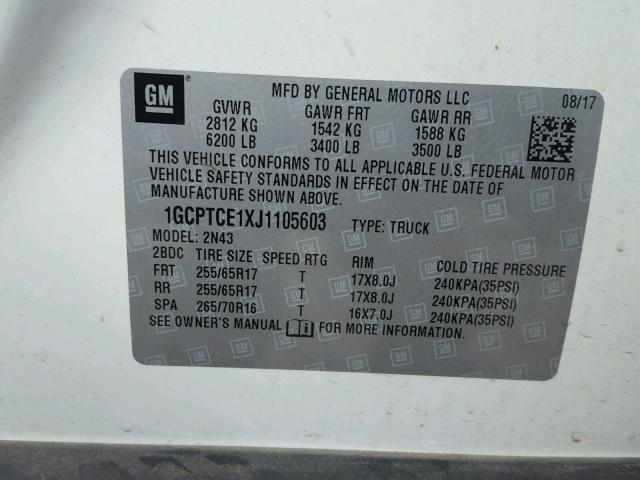 GM
MFD BY GENERAL MOTORS LLC 08/17
GVWR GAWR FRT GAWR RR
2812 KG 1542 KG 1588 KG
6200 LB 3400 LB 3500 LB
THIS VEHICLE CONFORMS TO ALL APPLICABLE U.S. FEDERAL MOTOR
VEHICLE SAFETY STANDARDS IN EFFECT ON THE DATE OF
MANUFACTURE SHOWN ABOVE.
1GCPTCE1XJ1105603 TYPE: TRUCK
MODEL: 2N43
2BDC TIRE SIZE SPEED RTG RIM COLD TIRE PRESSURE
FRT 255/65R17 T 17X8.0J 240KPA(35PSI)
RR 255/65R17 T 17X8.0J 240KPA(35PSI)
SPA 265/70R16 T 16X7.0J 240KPA(35PSI)
SEE OWNER'S MANUAL FOR MORE INFORMATION.